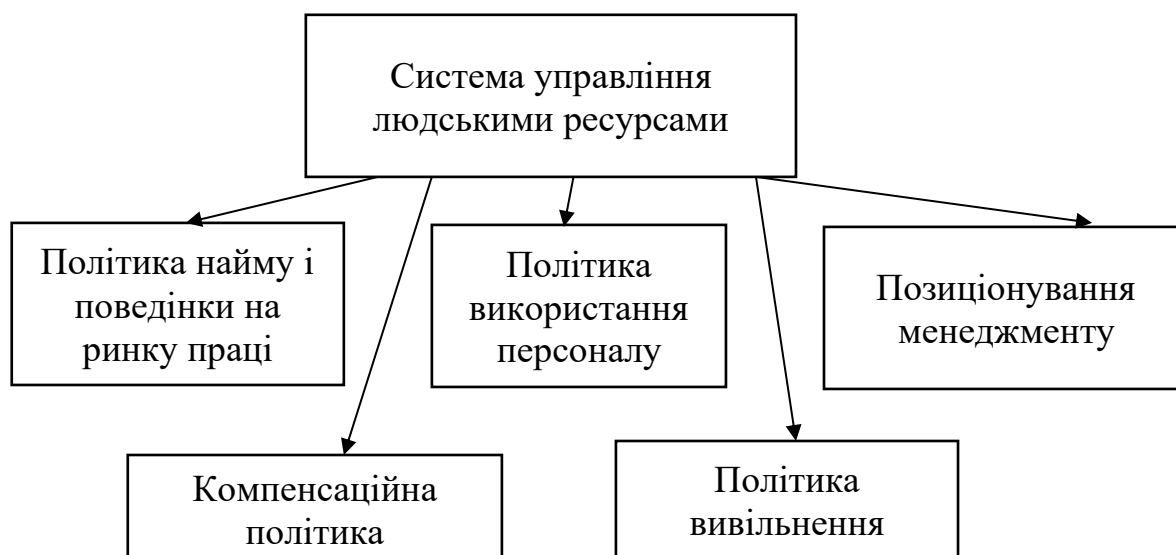 Система управління
людськими ресурсами
Політика найму і
поведінки на
ринку праці
Політика
використання
персоналу
Позиціонування
менеджменту
Компенсаційна
політика
Політика
вивільнення